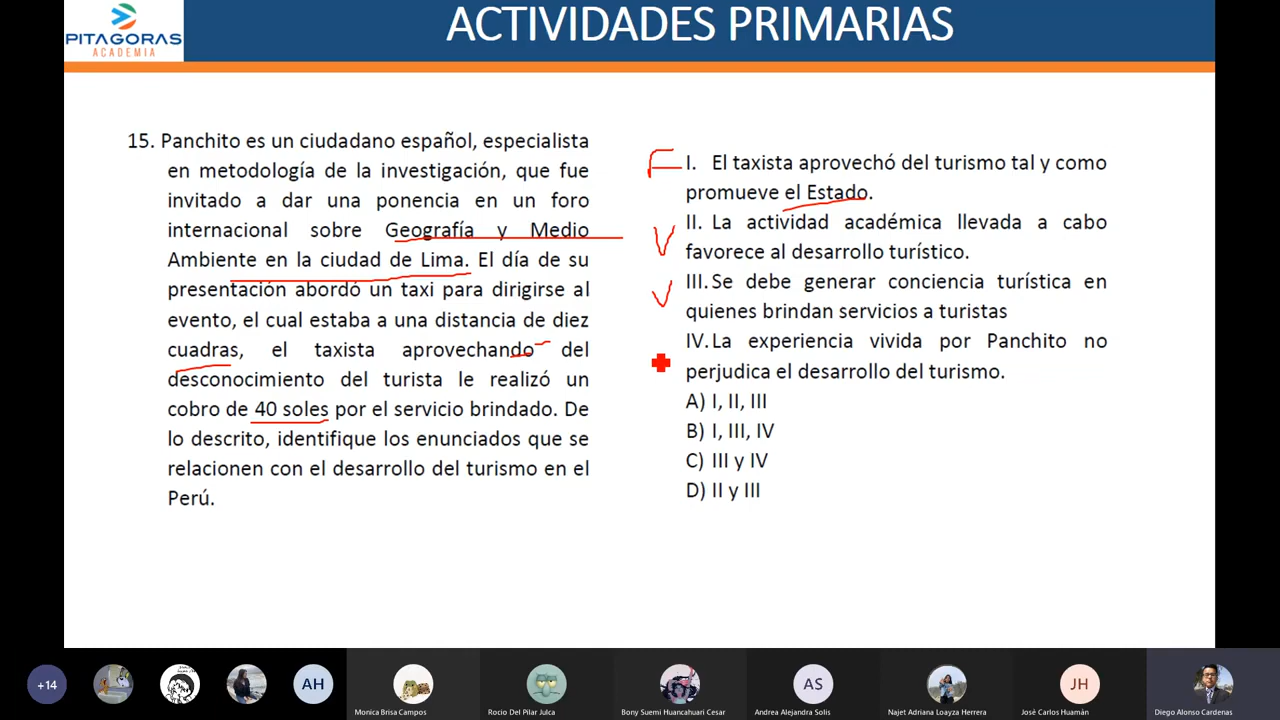 PITAGORAS
ACADEMIA
ACTIVIDADES PRIMARIAS
15. Panchito es un ciudadano español, especialista
en metodología de la investigación, que fue
invitado a dar una ponencia en un foro
internacional sobre Geografía y Medio
Ambiente en la ciudad de Lima. El día de su
presentación abordó un taxi para dirigirse al
evento, el cual estaba a una distancia de diez
cuadras, el taxista aprovechando del
desconocimiento del turista le realizó un
cobro de 40 soles por el servicio brindado. De
lo descrito, identifique los enunciados que se
relacionen con el desarrollo del turismo en el
Perú.
F I. El taxista aprovechó del turismo tal y como
promueve el Estado.
V II. La actividad académica llevada a cabo
favorece al desarrollo turístico.
V III. Se debe generar conciencia turística en
quienes brindan servicios a turistas
IV. La experiencia vivida por Panchito no
perjudica el desarrollo del turismo.
A) I, II, III
B) I, III, IV
C) III y IV
D) II y III
+14
AH
Monica Brisa Campos
Rocio Del Pilar Julca
Bony Suemi Huancahuari Cesar
AS
Andrea Alejandra Solis
Najet Adriana Loayza Herrera
JH
José Carlos Huamán
Diego Alonso Cardenas